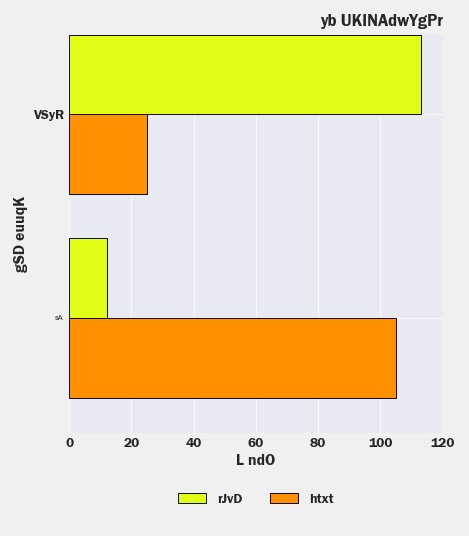 yb UKINAdwYgPr
VSyR
sA
gSD euuqK
0 20 40 60 80 100 120
L ndO
rJvD htxt